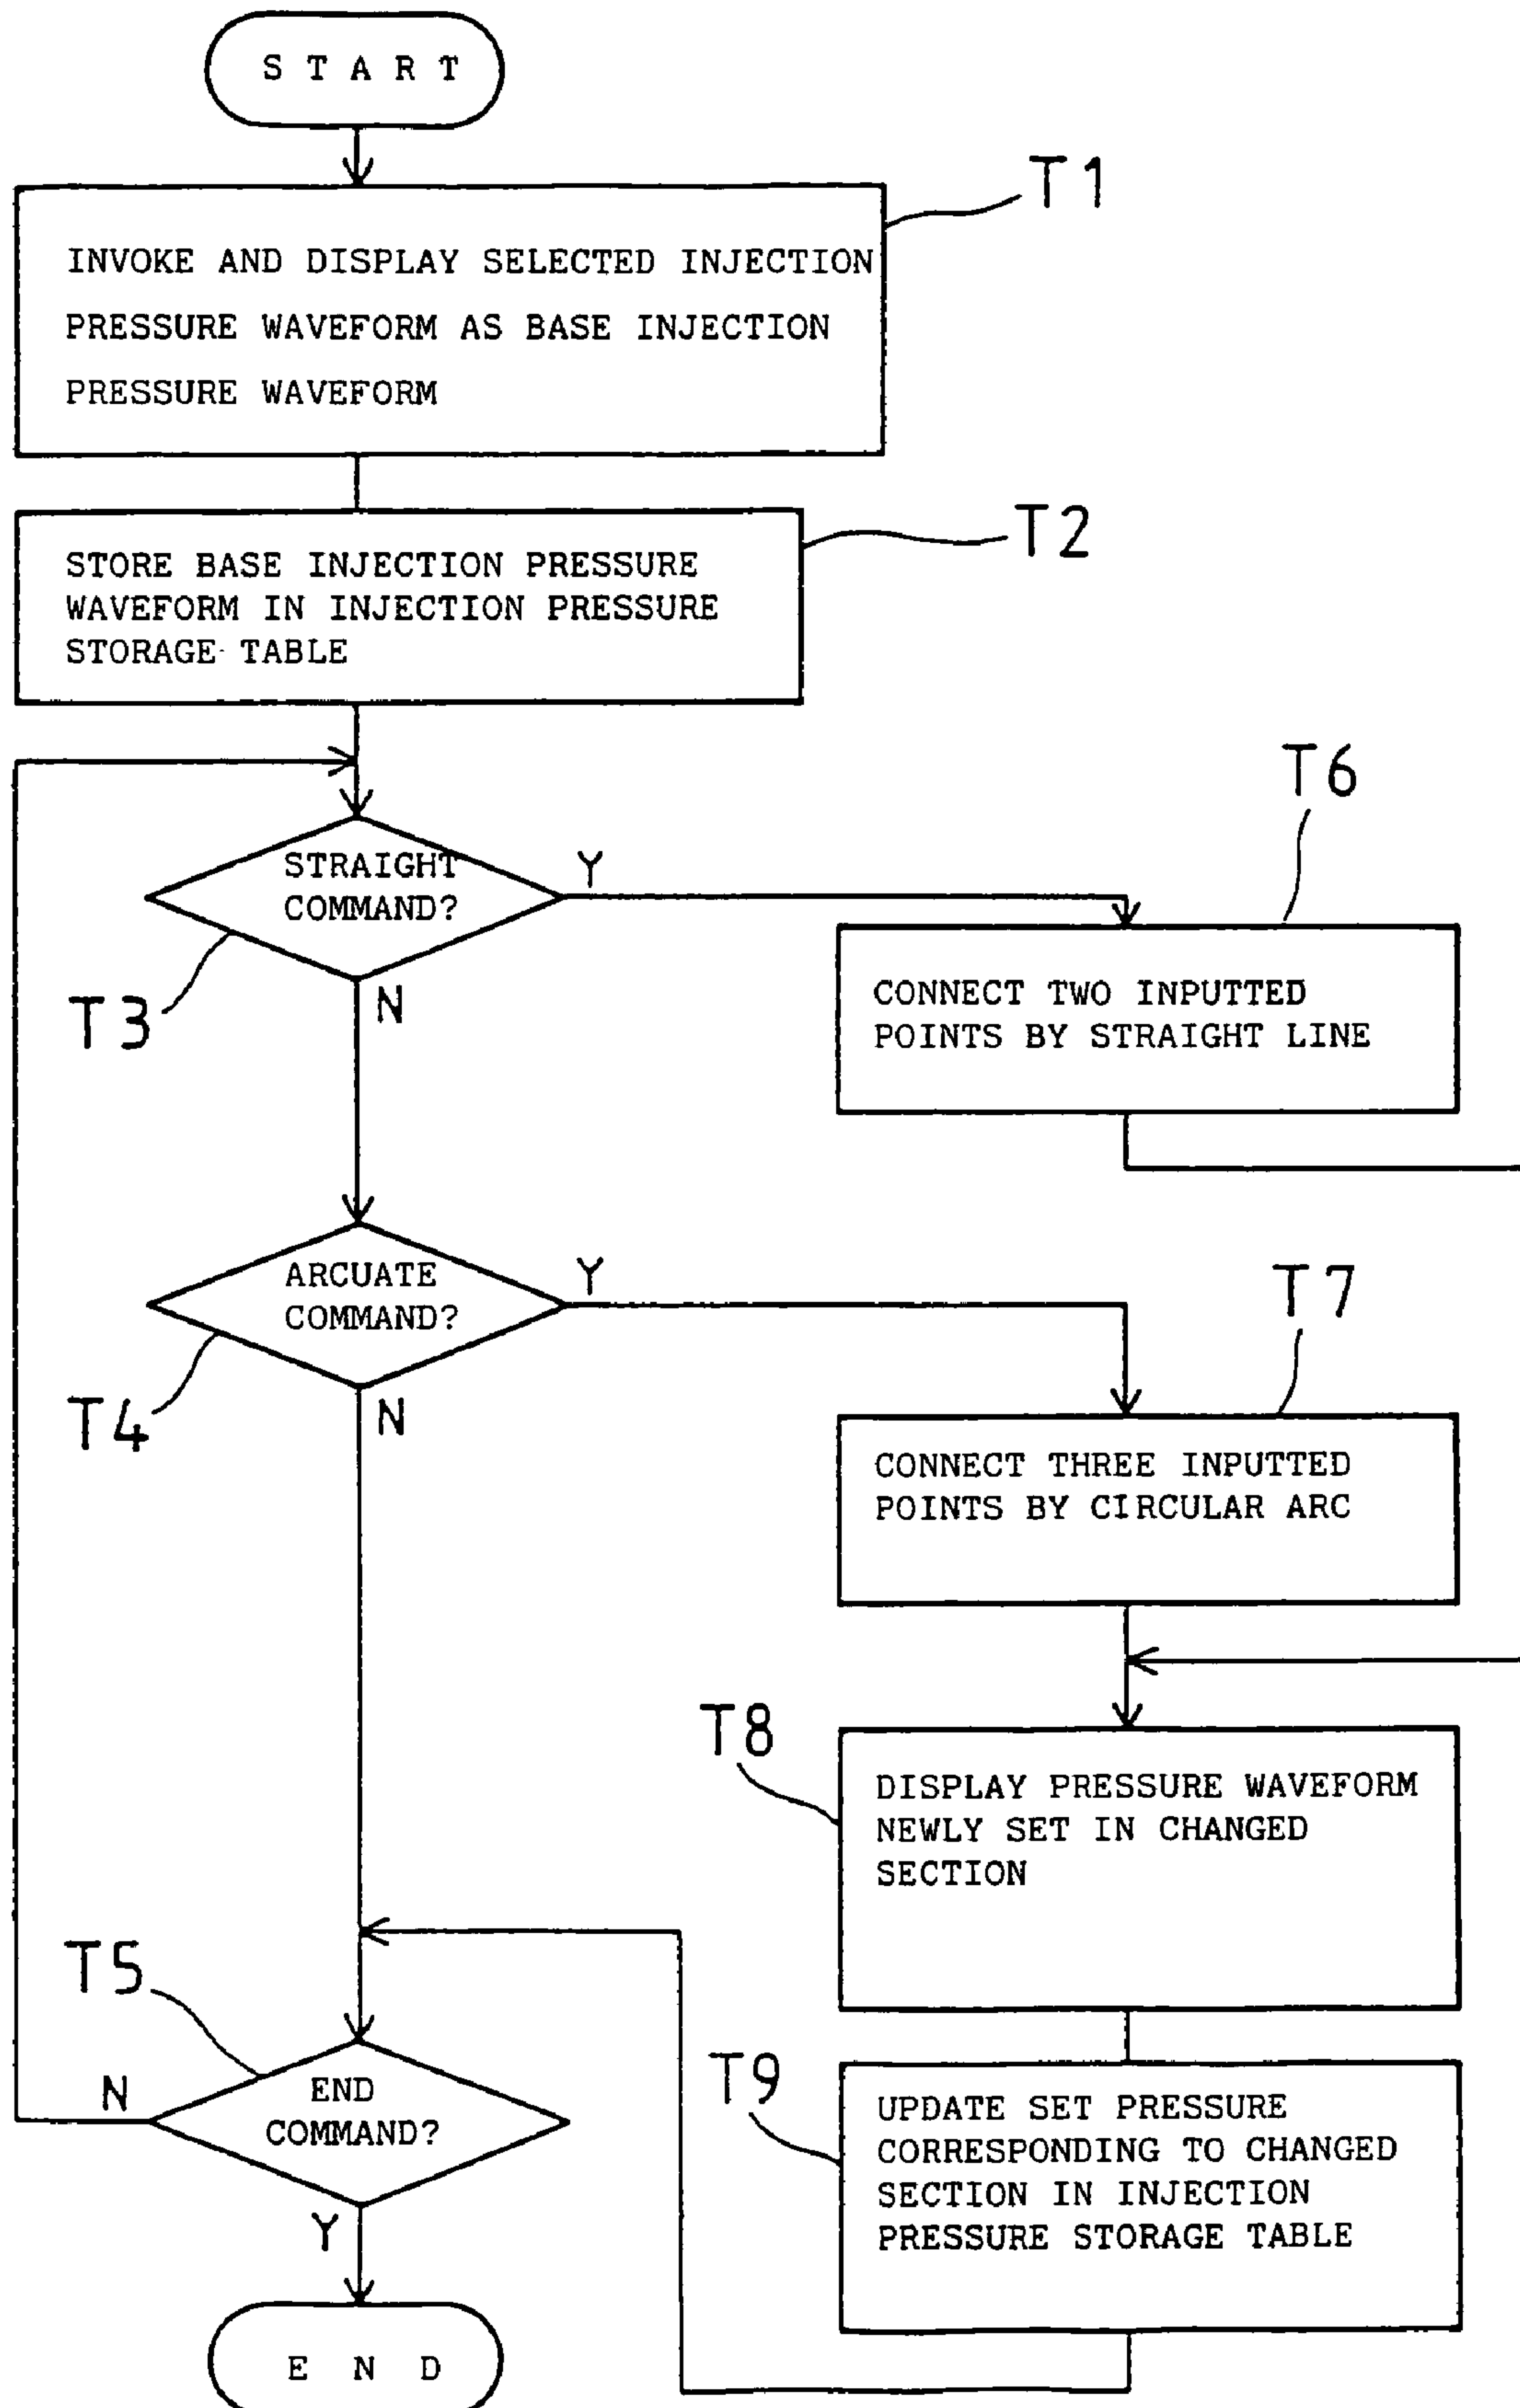 S T A R T
T1
INVOKE AND DISPLAY SELECTED INJECTION
PRESSURE WAVEFORM AS BASE INJECTION
PRESSURE WAVEFORM
T2
STORE BASE INJECTION PRESSURE
WAVEFORM IN INJECTION PRESSURE
STORAGE TABLE
T3
STRAIGHT
COMMAND?
Y
N
T6
CONNECT TWO INPUTTED
POINTS BY STRAIGHT LINE
T4
ARCUATE
COMMAND?
Y
N
T7
CONNECT THREE INPUTTED
POINTS BY CIRCULAR ARC
T8
DISPLAY PRESSURE WAVEFORM
NEWLY SET IN CHANGED
SECTION
T5
END
COMMAND?
N
Y
T9
UPDATE SET PRESSURE
CORRESPONDING TO CHANGED
SECTION IN INJECTION
PRESSURE STORAGE TABLE
E N D